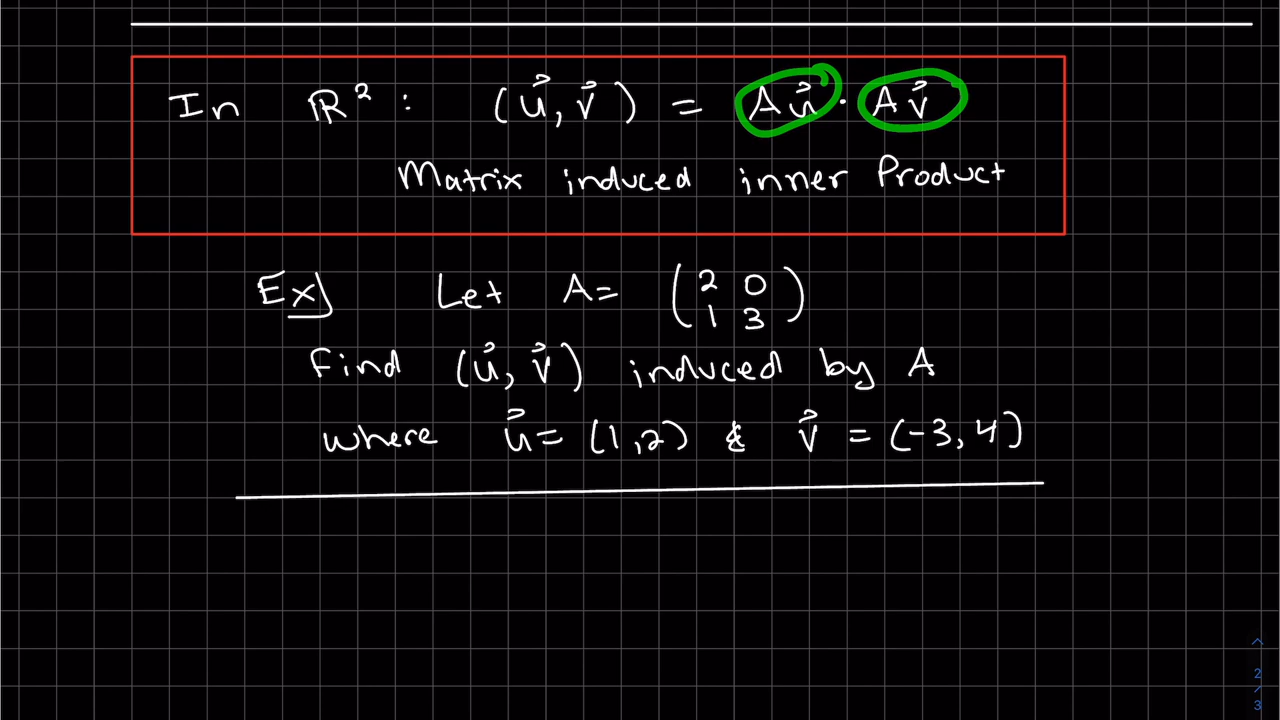 In ℝ² : (u⃗, v⃗) = Au⃗ · Av⃗
Matrix induced inner Product
Ex) Let A = (2 0
1 3)
find (u⃗, v⃗) induced by A
where u⃗ = (1,2) & v⃗ = (-3,4)
2
/
3